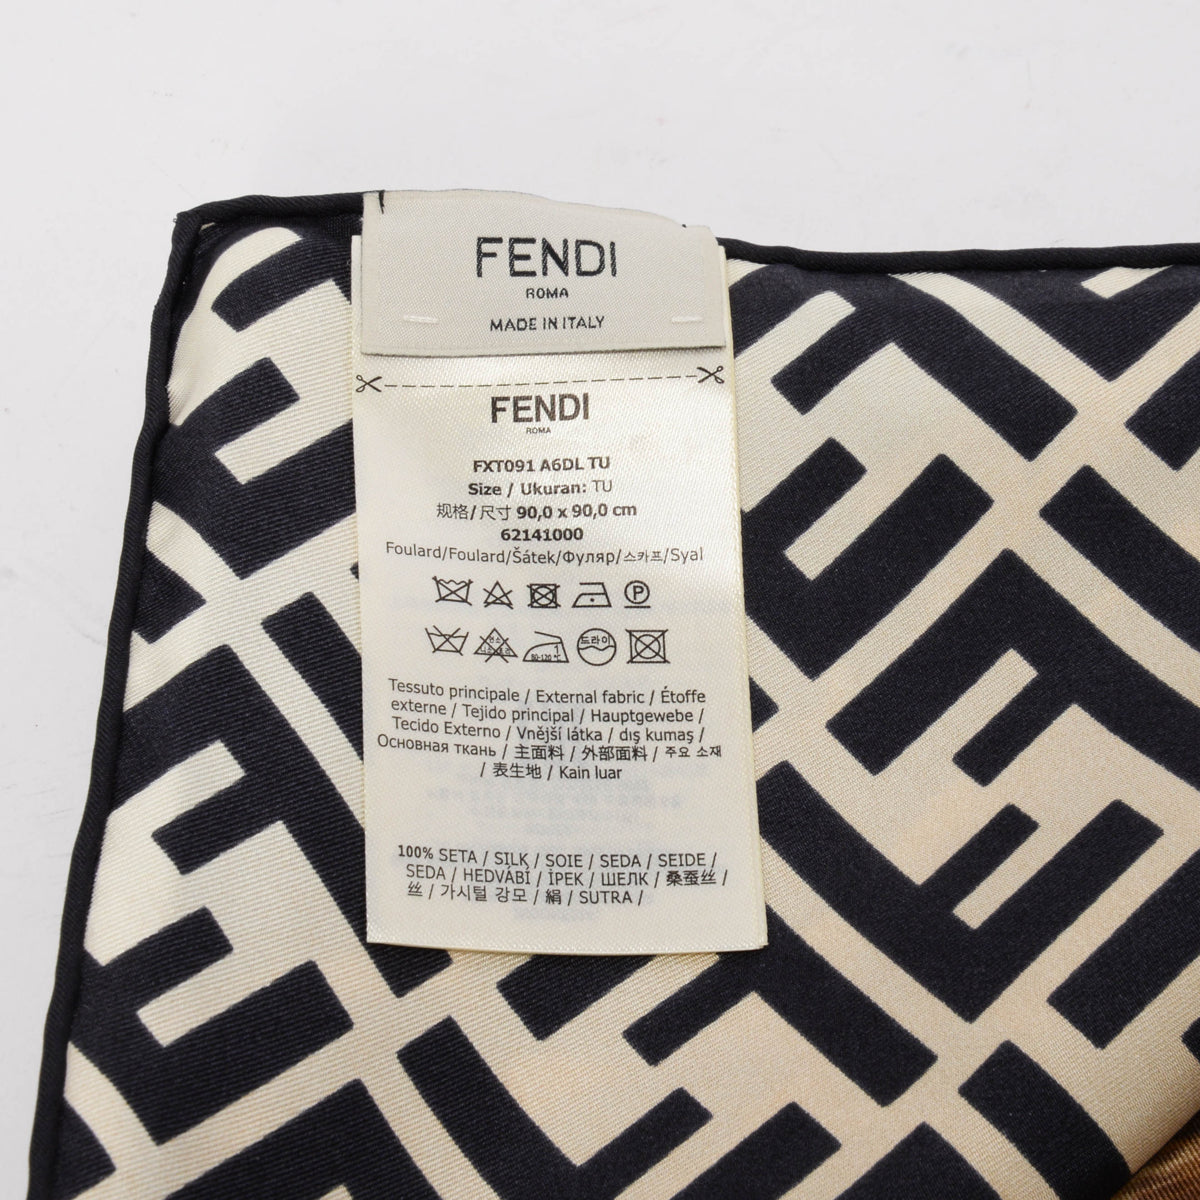 FENDI
ROMA
MADE IN ITALY
FENDI
ROMA
FXT091 A6DL TU
Size / Ukuran: TU
规格/尺寸 90,0 x 90,0 cm
62141000
Foulard/Foulard/Šátek/Фуляр/스카프/Syal
P
드라이
80-120 °C
Tessuto principale / External fabric / Étoffe
externe / Tejido principal / Hauptgewebe /
Tecido Externo / Vnější látka / dış kumaş /
Основная ткань / 主面料 / 外部面料 / 주요 소재
/ 表生地 / Kain luar
100% SETA / SILK / SOIE / SEDA / SEIDE /
SEDA / HEDVÁBÍ / İPEK / ШЕЛК / 桑蚕丝 /
丝 / 가시털 강모 / 絹 / SUTRA /